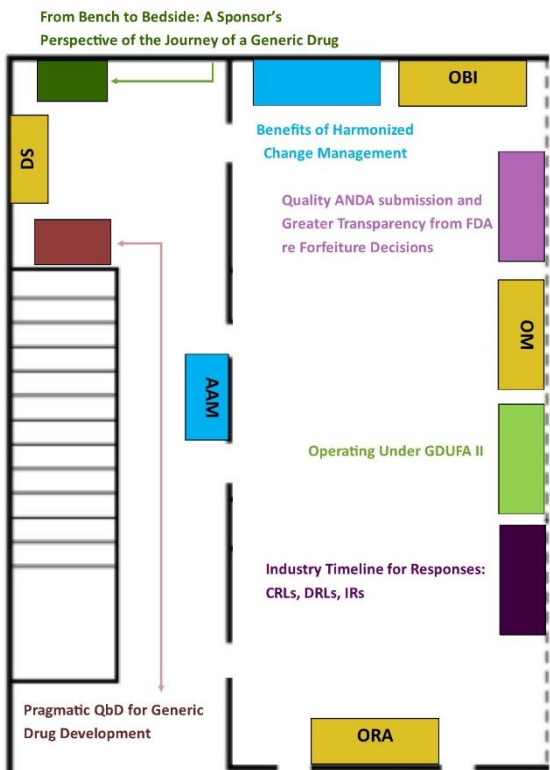 From Bench to Bedside: A Sponsor's
Perspective of the Journey of a Generic Drug
OBI
DS
Benefits of Harmonized
Change Management
Quality ANDA submission and
Greater Transparency from FDA
re Forfeiture Decisions
OM
AAM
Operating Under GDUFA II
Industry Timeline for Responses:
CRLs, DRLs, IRs
Pragmatic QbD for Generic
Drug Development
ORA